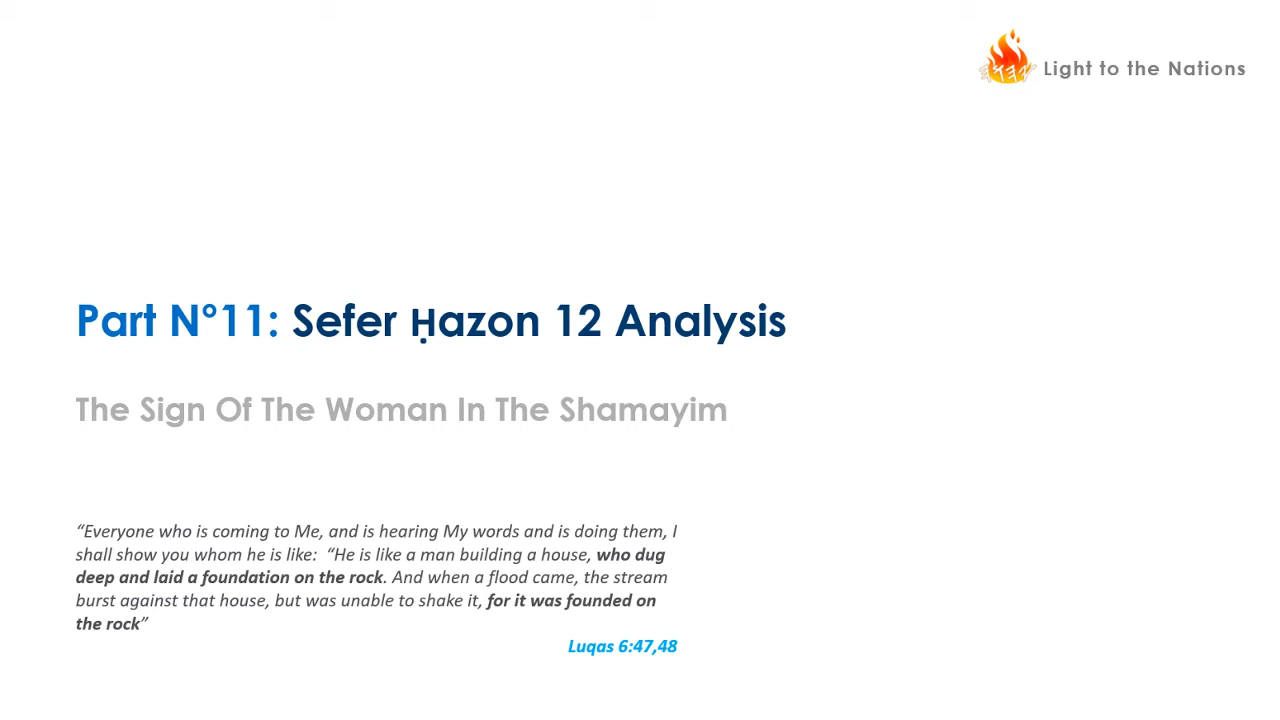 Light to the Nations
Part N°11: Sefer Ḥazon 12 Analysis
The Sign Of The Woman In The Shamayim
“Everyone who is coming to Me, and is hearing My words and is doing them, I
shall show you whom he is like:  “He is like a man building a house, who dug
deep and laid a foundation on the rock. And when a flood came, the stream
burst against that house, but was unable to shake it, for it was founded on
the rock”
Luqas 6:47,48